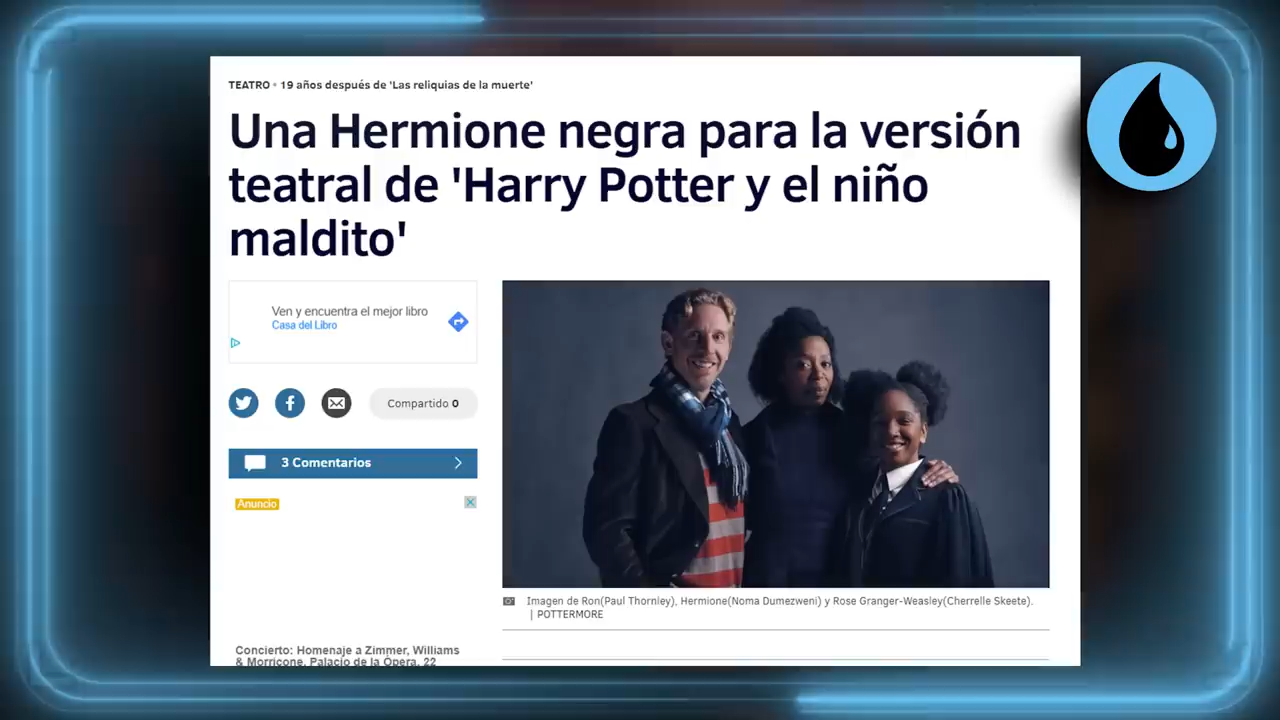 TEATRO • 19 años después de 'Las reliquias de la muerte'
Una Hermione negra para la versión
teatral de 'Harry Potter y el niño
maldito'
Ven y encuentra el mejor libro
Casa del Libro
Compartido 0
3 Comentarios
Anuncio
Imagen de Ron(Paul Thornley), Hermione(Noma Dumezweni) y Rose Granger-Weasley(Cherrelle Skeete).
| POTTERMORE
Concierto: Homenaje a Zimmer, Williams
& Morricone. Palacio de la Ópera. 22